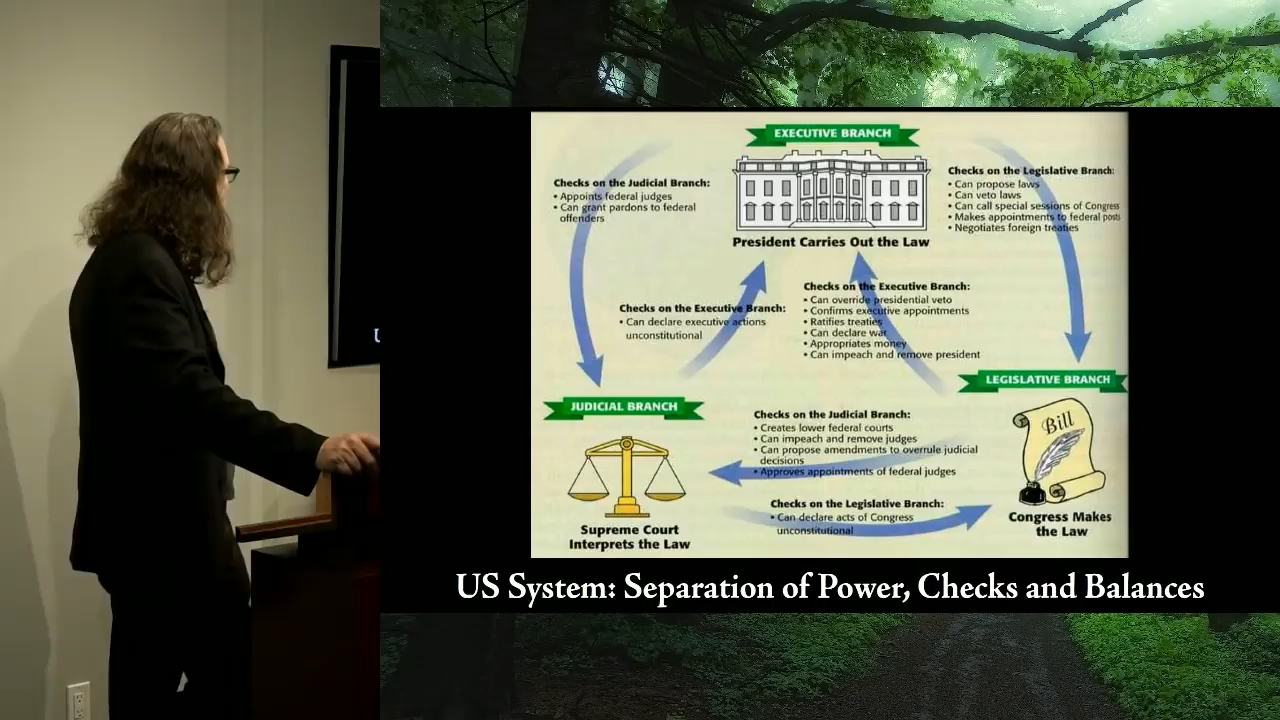 EXECUTIVE BRANCH
Checks on the Judicial Branch:
• Appoints federal judges
• Can grant pardons to federal
offenders
Checks on the Legislative Branch:
• Can propose laws
• Can veto laws
• Can call special sessions of Congress
• Makes appointments to federal posts
• Negotiates foreign treaties
President Carries Out the Law
Checks on the Executive Branch:
• Can declare executive actions
unconstitutional
Checks on the Executive Branch:
• Can override presidential veto
• Confirms executive appointments
• Ratifies treaties
• Can declare war
• Appropriates money
• Can impeach and remove president
U
JUDICIAL BRANCH
LEGISLATIVE BRANCH
Checks on the Judicial Branch:
• Creates lower federal courts
• Can impeach and remove judges
• Can propose amendments to overrule judicial
decisions
• Approves appointments of federal judges
Bill
Checks on the Legislative Branch:
• Can declare acts of Congress
unconstitutional
Supreme Court
Interprets the Law
Congress Makes
the Law
US System: Separation of Power, Checks and Balances